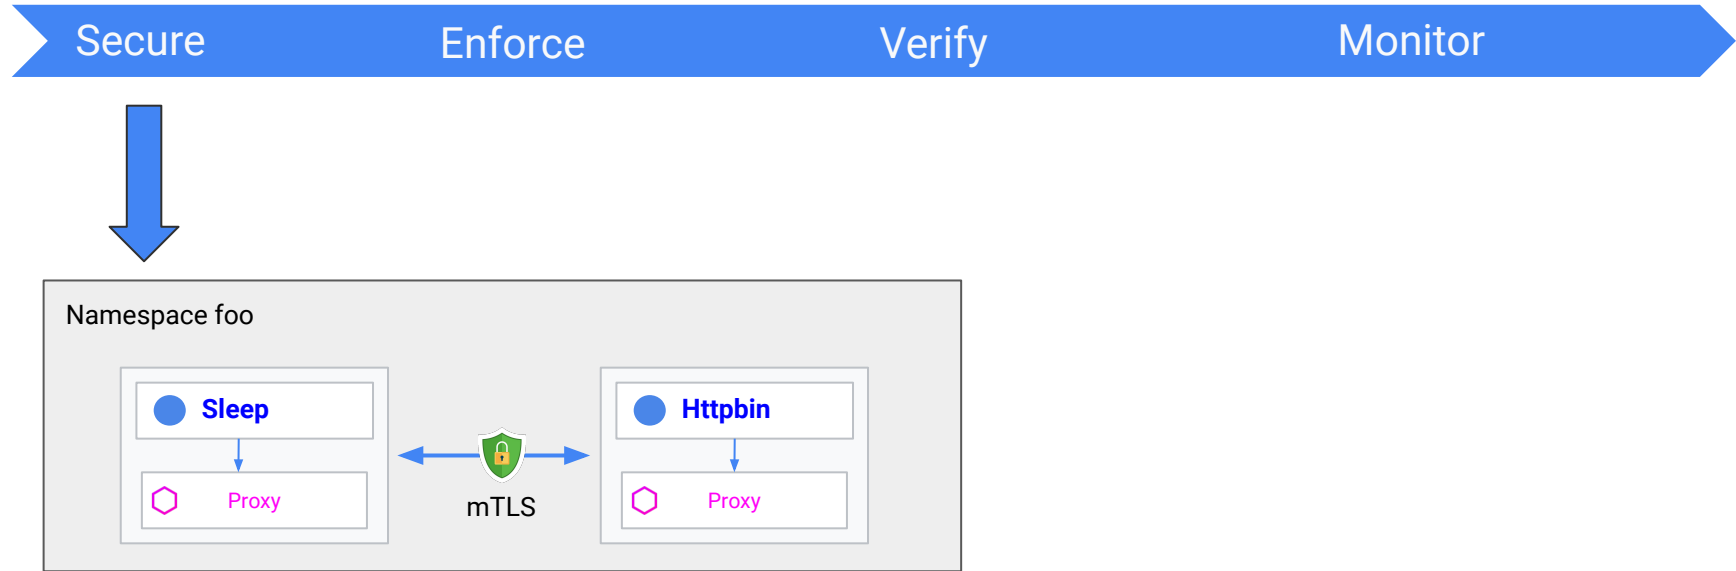 Secure Enforce Verify Monitor
Namespace foo
Sleep Httpbin
Proxy mTLS Proxy